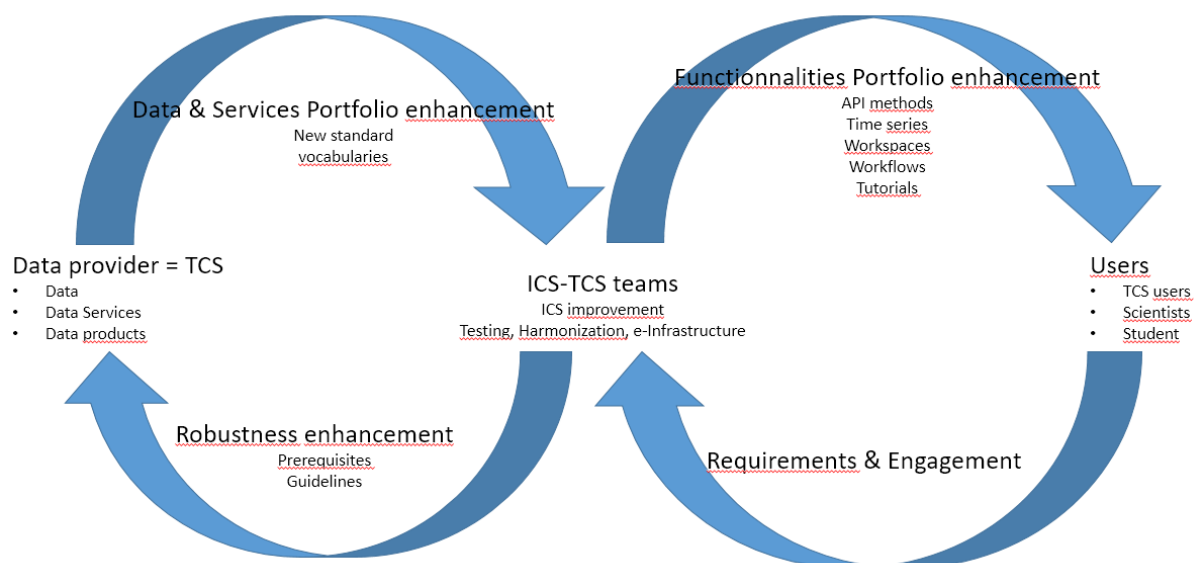 Functionnalities Portfolio enhancement
API methods
Time series
Workspaces
Workflows
Tutorials
Data & Services Portfolio enhancement
New standard
vocabularies
Data provider = TCS
• Data
• Data Services
• Data products
ICS-TCS teams
ICS improvement
Testing, Harmonization, e-Infrastructure
Users
• TCS users
• Scientists
• Student
Robustness enhancement
Prerequisites
Guidelines
Requirements & Engagement